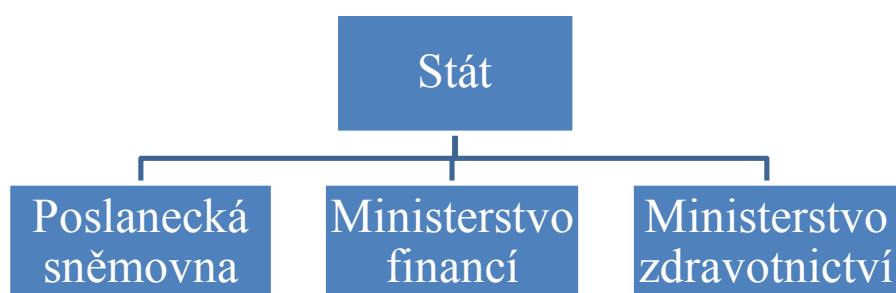 Stát
Poslanecká
sněmovna
Ministerstvo
financí
Ministerstvo
zdravotnictví